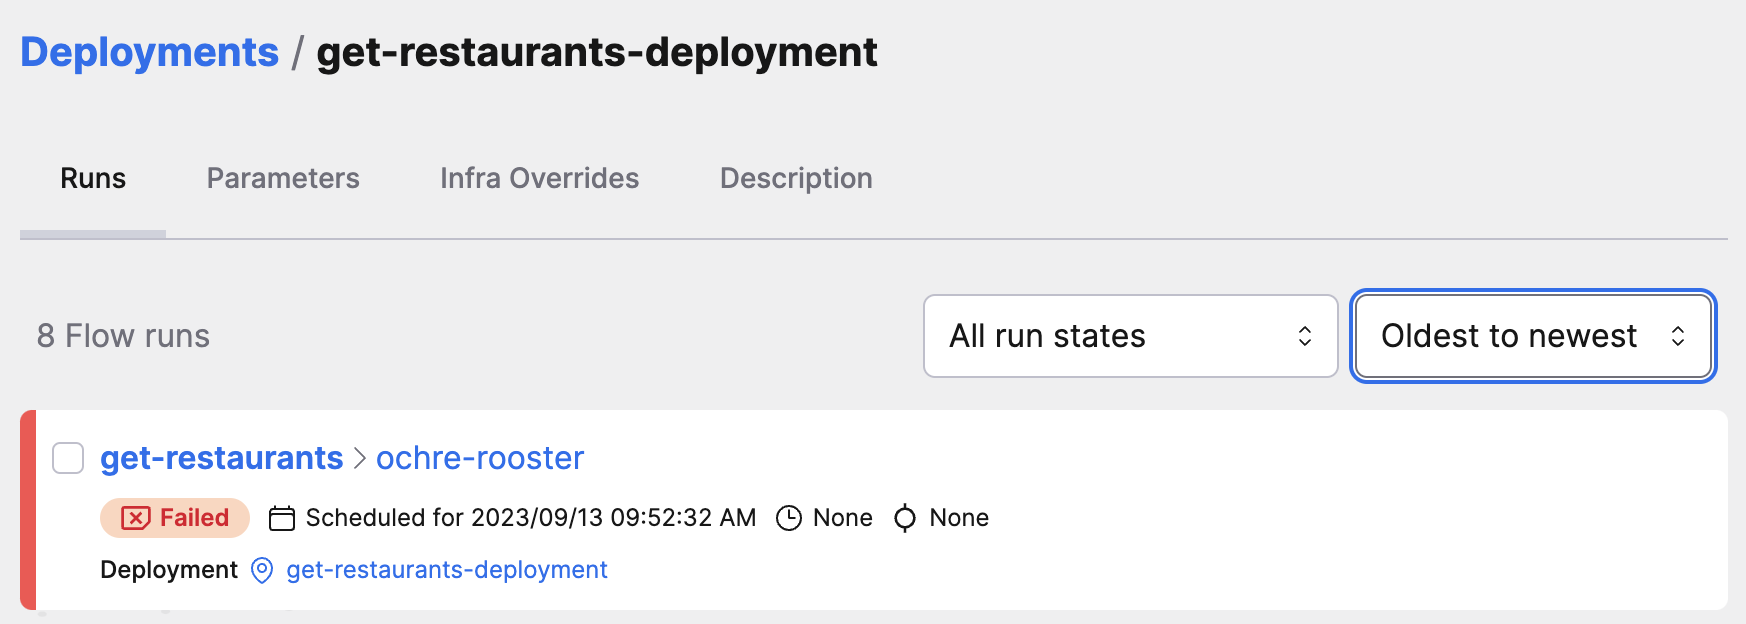 Deployments / get-restaurants-deployment
Runs Parameters Infra Overrides Description
8 Flow runs All run states Oldest to newest
get-restaurants > ochre-rooster
Failed Scheduled for 2023/09/13 09:52:32 AM None None
Deployment get-restaurants-deployment